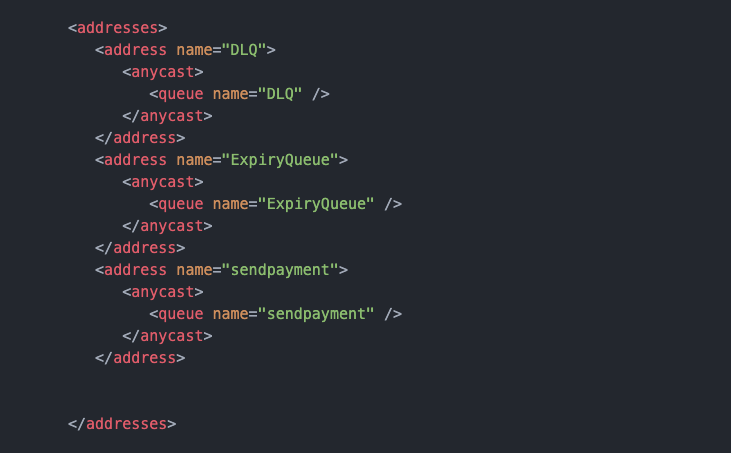 <addresses>
<address name="DLQ">
<anycast>
<queue name="DLQ" />
</anycast>
</address>
<address name="ExpiryQueue">
<anycast>
<queue name="ExpiryQueue" />
</anycast>
</address>
<address name="sendpayment">
<anycast>
<queue name="sendpayment" />
</anycast>
</address>
</addresses>